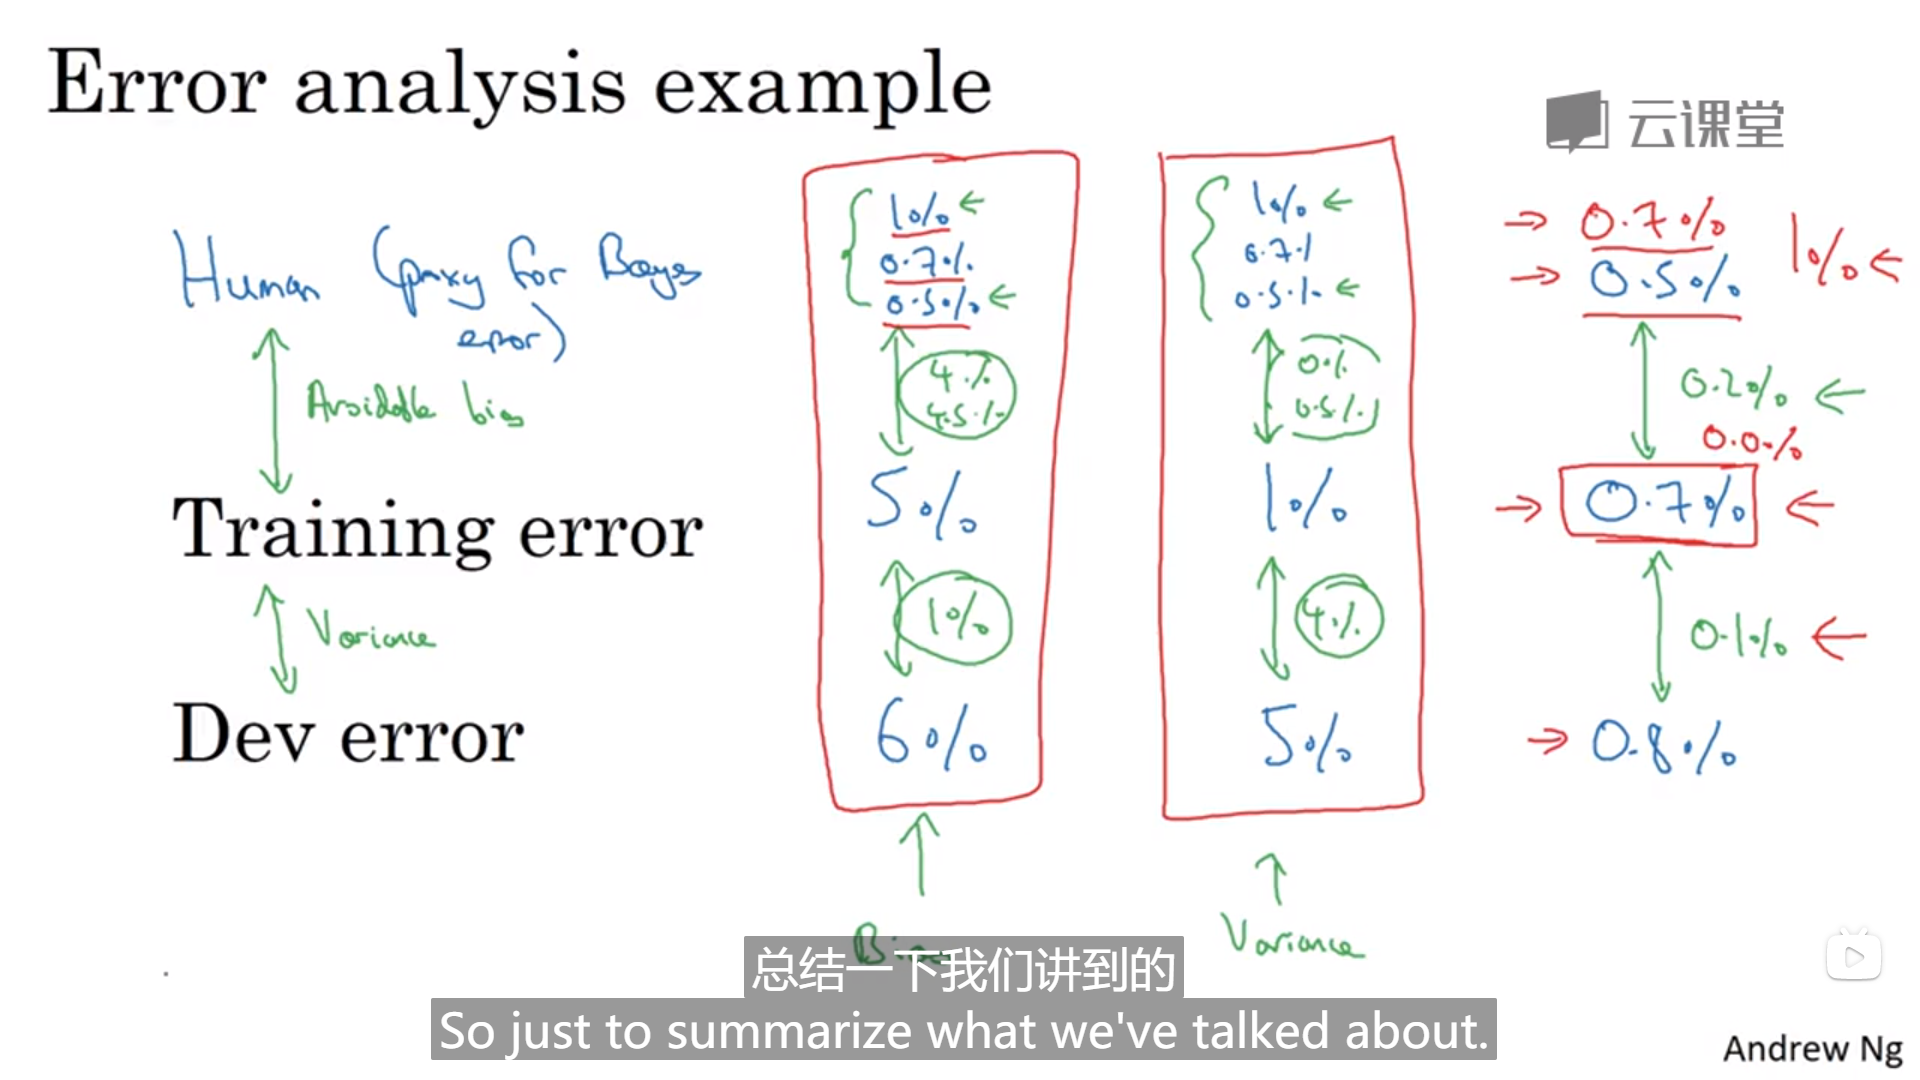 Error analysis example
云课堂
Human (proxy for Bayes error)
Avoidable bias
Training error
Variance
Dev error
1%
0.7%
0.5%
4%
4.5%
5%
1%
6%
1%
0.7%
0.5%
0%
0.5%
1%
4%
5%
Variance
0.7%
0.5%
1%
0.2%
0.0%
0.7%
0.1%
0.8%
总结一下我们讲到的
So just to summarize what we've talked about.
Andrew Ng